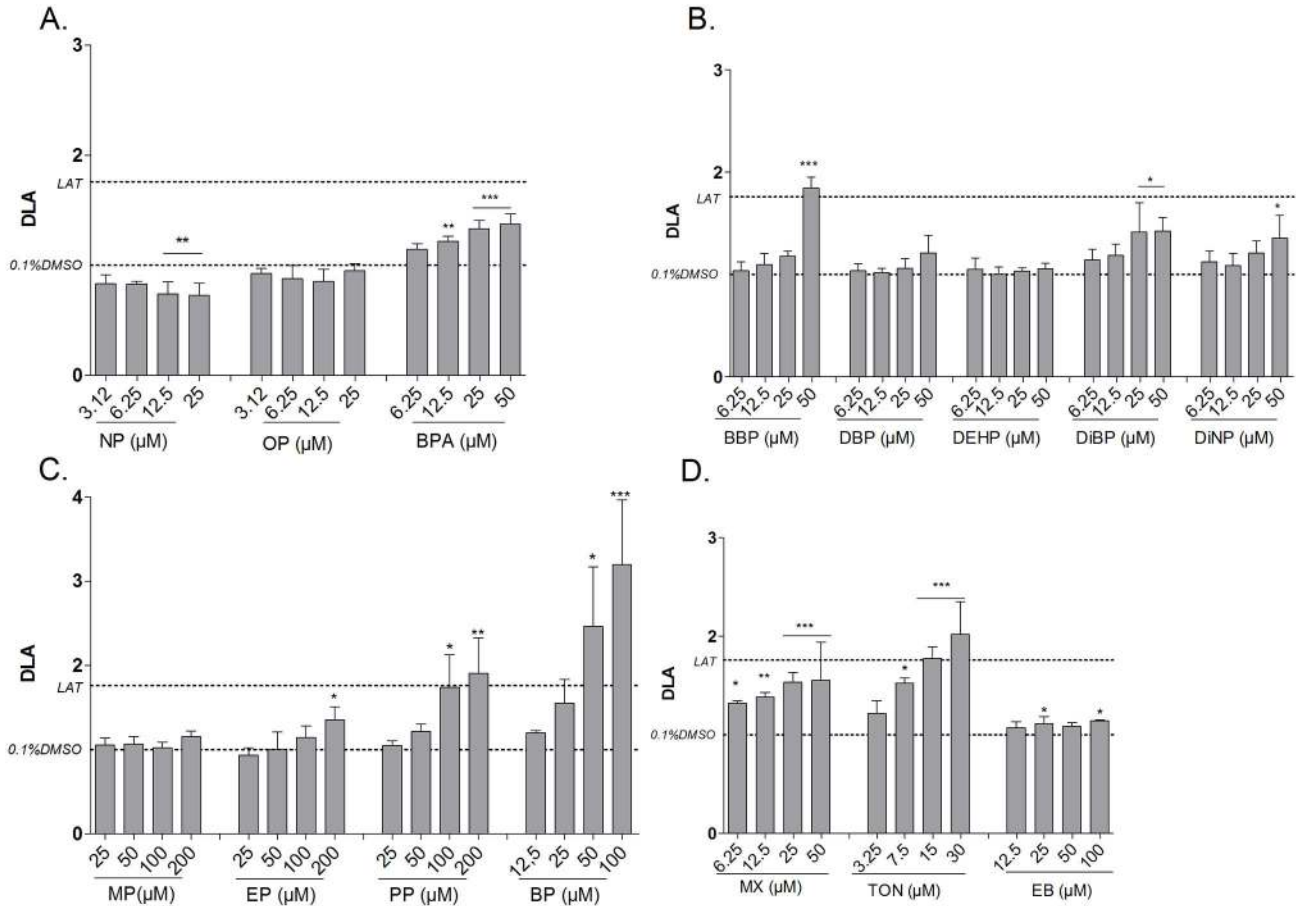 A.
3
2
LAT
DLA
0.1%DMSO
0
**
**
***
3.12 6.25 12.5 25 3.12 6.25 12.5 25 6.25 12.5 25 50
NP (µM) OP (µM) BPA (µM)
B.
3
2
LAT
DLA
0.1%DMSO
0
***
*
*
6.25 12.5 25 50 6.25 12.5 25 50 6.25 12.5 25 50 6.25 12.5 25 50 6.25 12.5 25 50
BBP (µM) DBP (µM) DEHP (µM) DiBP (µM) DiNP (µM)
C.
4
3
2
LAT
DLA
0.1%DMSO
0
*
*
**
*
***
25 50 100 200 25 50 100 200 25 50 100 200 12,5 25 50 100
MP(µM) EP (µM) PP (µM) BP (µM)
D.
3
2
LAT
DLA
0.1%DMSO
0
*
**
***
*
***
*
*
6.25 12.5 25 50 3.25 7.5 15 30 12.5 25 50 100
MX (µM) TON (µM) EB (µM)